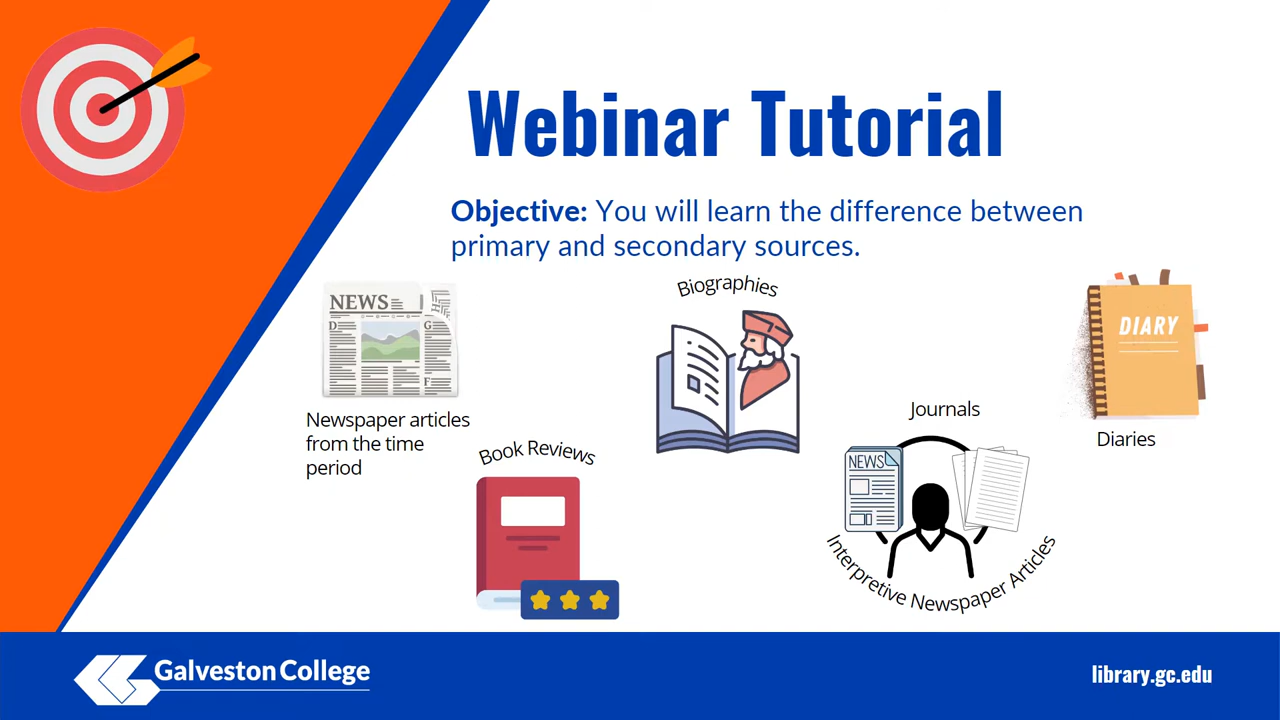 Webinar Tutorial
Objective: You will learn the difference between
primary and secondary sources.
Biographies
NEWS
D
G
F
DIARY
Newspaper articles
from the time
period
Journals
Diaries
Book Reviews
NEWS
Interpretive Newspaper Articles
Galveston College
library.gc.edu